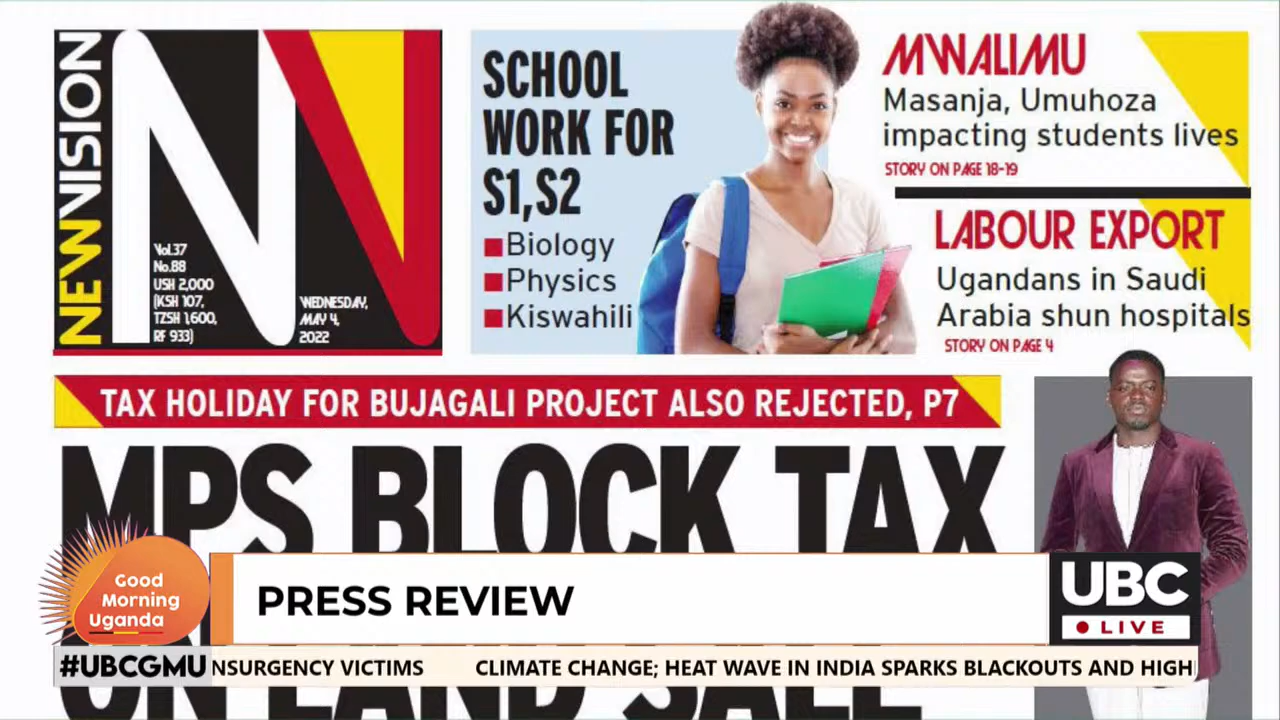 NEW VISION
Vol.37
No.88
USH 2,000
(KSH 107,
TZSH 1,600,
RF 933)
WEDNESDAY,
MAY 4,
2022
SCHOOL
WORK FOR
S1,S2
Biology
Physics
Kiswahili
MWALIMU
Masanja, Umuhoza
impacting students lives
STORY ON PAGE 18-19
LABOUR EXPORT
Ugandans in Saudi
Arabia shun hospitals
STORY ON PAGE 4
TAX HOLIDAY FOR BUJAGALI PROJECT ALSO REJECTED, P7
MPS BLOCK TAX
ON LAND SALE
Good
Morning
Uganda
PRESS REVIEW
UBC
LIVE
#UBCGMU
NSURGENCY VICTIMS CLIMATE CHANGE; HEAT WAVE IN INDIA SPARKS BLACKOUTS AND HIGH